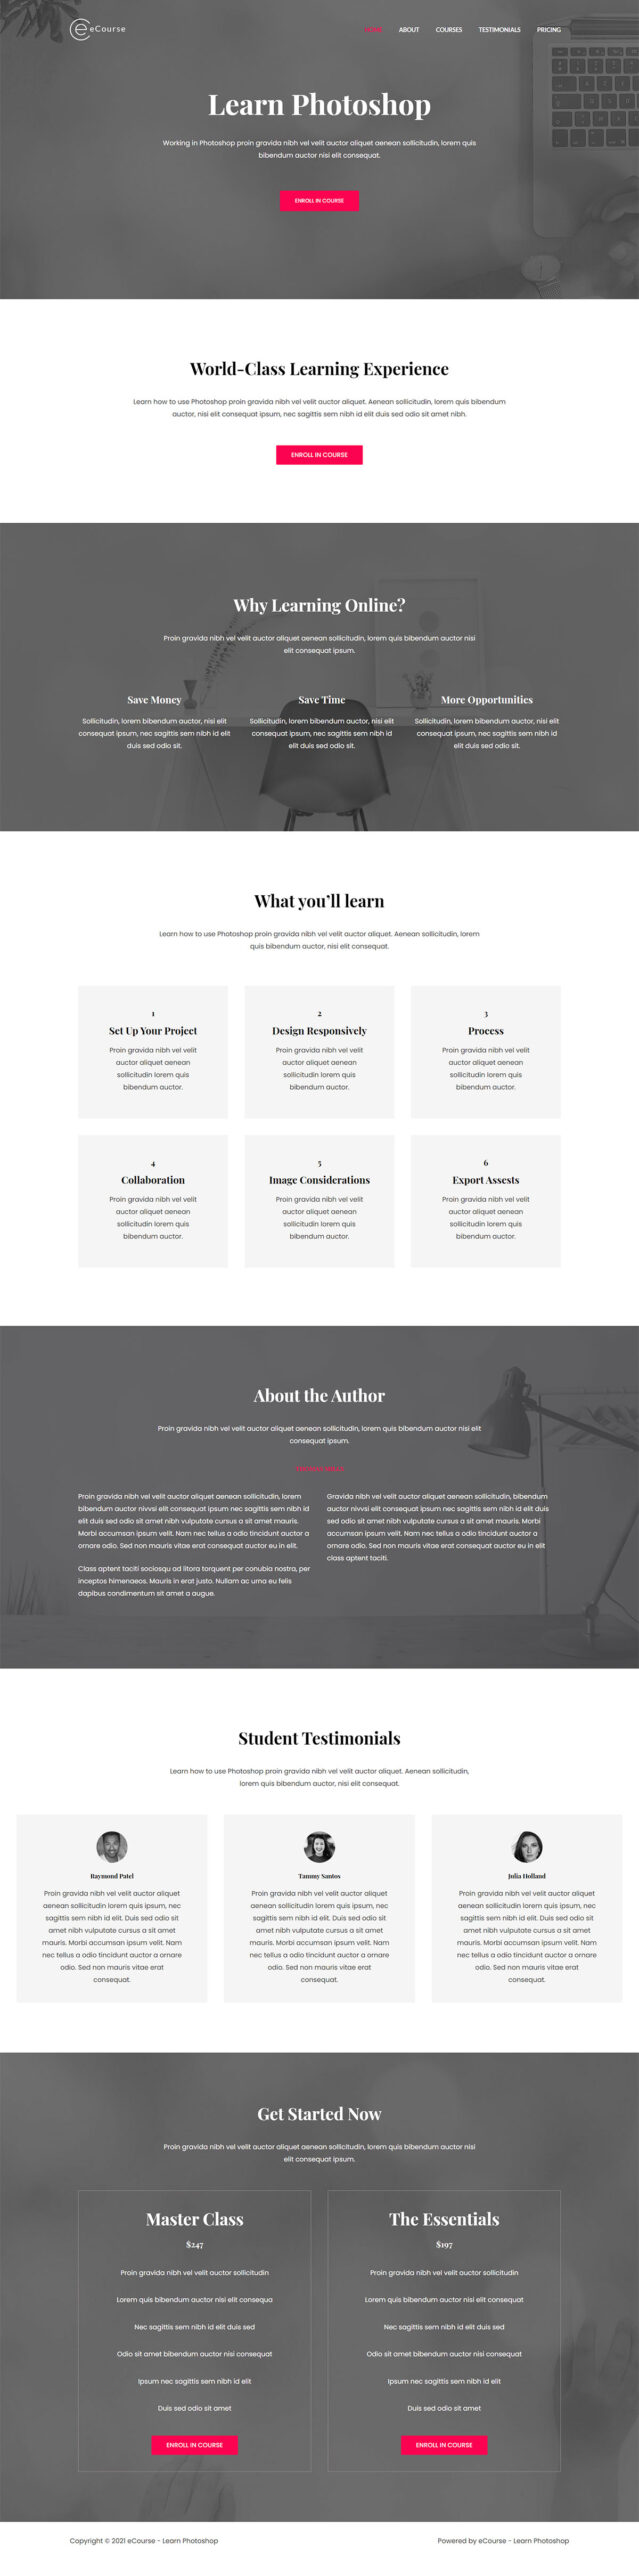 eCourse
HOME ABOUT COURSES TESTIMONIALS PRICING
Learn Photoshop
Working in Photoshop proin gravida nibh vel velit auctor aliquet aenean sollicitudin, lorem quis
bibendum auctor nisi elit consequat.
ENROLL IN COURSE
World-Class Learning Experience
Learn how to use Photoshop proin gravida nibh vel velit auctor aliquet. Aenean sollicitudin, lorem quis bibendum
auctor, nisi elit consequat ipsum, nec sagittis sem nibh id elit duis sed odio sit amet nibh.
ENROLL IN COURSE
Why Learning Online?
Proin gravida nibh vel velit auctor aliquet aenean sollicitudin, lorem quis bibendum auctor nisi
elit consequat ipsum.
Save Money
Sollicitudin, lorem bibendum auctor, nisi elit
consequat ipsum, nec sagittis sem nibh id elit
duis sed odio sit.
Save Time
Sollicitudin, lorem bibendum auctor, nisi elit
consequat ipsum, nec sagittis sem nibh id
elit duis sed odio sit.
More Opportunities
Sollicitudin, lorem bibendum auctor, nisi elit
consequat ipsum, nec sagittis sem nibh id
elit duis sed odio sit.
What you’ll learn
Learn how to use Photoshop proin gravida nibh vel velit auctor aliquet. Aenean sollicitudin, lorem
quis bibendum auctor, nisi elit consequat.
1
Set Up Your Project
Proin gravida nibh vel velit
auctor aliquet aenean
sollicitudin lorem quis
bibendum auctor.
2
Design Responsively
Proin gravida nibh vel velit
auctor aliquet aenean
sollicitudin lorem quis
bibendum auctor.
3
Process
Proin gravida nibh vel velit
auctor aliquet aenean
sollicitudin lorem quis
bibendum auctor.
4
Collaboration
Proin gravida nibh vel velit
auctor aliquet aenean
sollicitudin lorem quis
bibendum auctor.
5
Image Considerations
Proin gravida nibh vel velit
auctor aliquet aenean
sollicitudin lorem quis
bibendum auctor.
6
Export Assests
Proin gravida nibh vel velit
auctor aliquet aenean
sollicitudin lorem quis
bibendum auctor.
About the Author
Proin gravida nibh vel velit auctor aliquet aenean sollicitudin, lorem quis bibendum auctor nisi elit
consequat ipsum.
Proin gravida nibh vel velit auctor aliquet aenean sollicitudin, lorem
bibendum auctor nivvsi elit consequat ipsum nec sagittis sem nibh id
elit duis sed odio sit amet nibh vulputate cursus a sit amet mauris.
Morbi accumsan ipsum velit. Nam nec tellus a odio tincidunt auctor a
ornare odio. Sed non mauris vitae erat consequat auctor eu in elit.
Class aptent taciti sociosqu ad litora torquent per conubia nostra, per
inceptos himenaeos. Mauris in erat justo. Nullam ac urna eu felis
dapibus condimentum sit amet a augue.
Gravida nibh vel velit auctor aliquet aenean sollicitudin, bibendum
auctor nivvsi elit consequat ipsum nec sagittis sem nibh id elit duis
sed odio sit amet nibh vulputate cursus a sit amet mauris. Morbi
accumsan ipsum velit. Nam nec tellus a odio tincidunt auctor a
ornare odio. Sed non mauris vitae erat consequat auctor eu in elit
class aptent taciti.
Student Testimonials
Learn how to use Photoshop proin gravida nibh vel velit auctor aliquet. Aenean sollicitudin,
lorem quis bibendum auctor, nisi elit consequat.
Raymond Patel
Proin gravida nibh vel velit auctor aliquet
aenean sollicitudin lorem quis ipsum, nec
sagittis sem nibh id elit. Duis sed odio sit
amet nibh vulputate cursus a sit amet
mauris. Morbi accumsan ipsum velit. Nam
nec tellus a odio tincidunt auctor a ornare
odio. Sed non mauris vitae erat
consequat.
Tammy Santos
Proin gravida nibh vel velit auctor aliquet
aenean sollicitudin lorem quis ipsum, nec
sagittis sem nibh id elit. Duis sed odio sit
amet nibh vulputate cursus a sit amet
mauris. Morbi accumsan ipsum velit. Nam
nec tellus a odio tincidunt auctor a ornare
odio. Sed non mauris vitae erat
consequat.
Julia Holland
Proin gravida nibh vel velit auctor aliquet
aenean sollicitudin lorem quis ipsum, nec
sagittis sem nibh id elit. Duis sed odio sit
amet nibh vulputate cursus a sit amet
mauris. Morbi accumsan ipsum velit. Nam
nec tellus a odio tincidunt auctor a ornare
odio. Sed non mauris vitae erat
consequat.
Get Started Now
Proin gravida nibh vel velit auctor aliquet aenean sollicitudin, lorem quis bibendum auctor nisi
elit consequat ipsum.
Master Class
$247
Proin gravida nibh vel velit auctor sollicitudin
Lorem quis bibendum auctor nisi elit consequa
Nec sagittis sem nibh id elit duis sed
Odio sit amet bibendum auctor nisi consequat
Ipsum nec sagittis sem nibh id elit
Duis sed odio sit amet
ENROLL IN COURSE
The Essentials
$197
Proin gravida nibh vel velit auctor sollicitudin
Lorem quis bibendum auctor nisi elit consequat
Nec sagittis sem nibh id elit duis sed
Odio sit amet bibendum auctor nisi consequat
Ipsum nec sagittis sem nibh id elit
Duis sed odio sit amet
ENROLL IN COURSE
Copyright © 2021 eCourse - Learn Photoshop
Powered by eCourse - Learn Photoshop